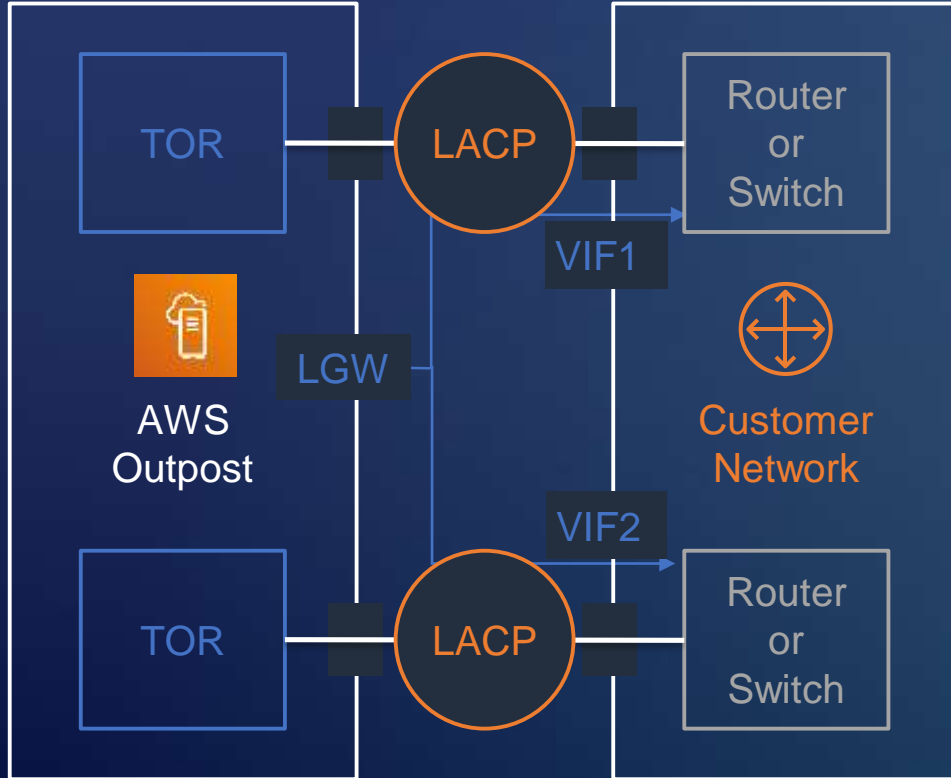 TOR
LACP
Router
or
Switch
VIF1
LGW
AWS
Outpost
Customer
Network
VIF2
TOR
LACP
Router
or
Switch